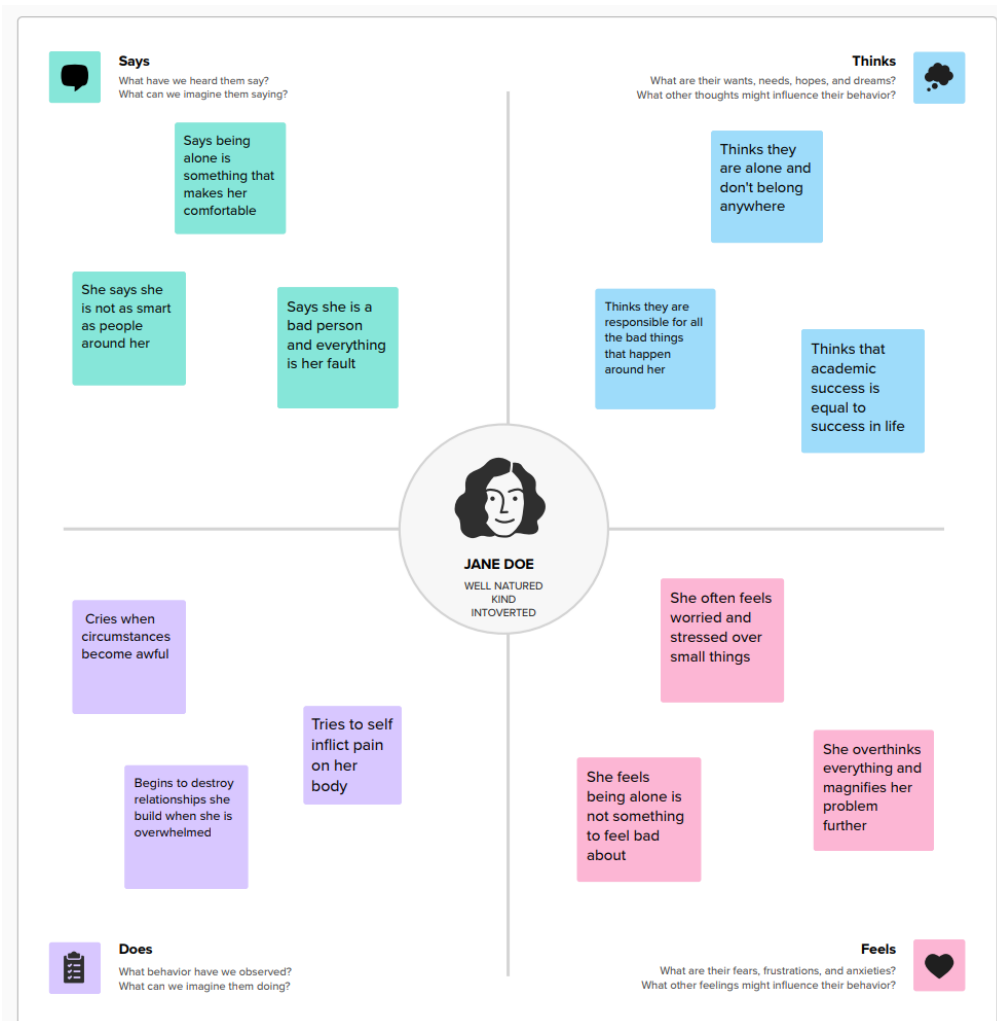 Says
What have we heard them say?
What can we imagine them saying?
Says being
alone is
something that
makes her
comfortable
She says she
is not as smart
as people
around her
Says she is a
bad person
and everything
is her fault
Thinks
What are their wants, needs, hopes, and dreams?
What other thoughts might influence their behavior?
Thinks they
are alone and
don't belong
anywhere
Thinks they are
responsible for all
the bad things
that happen
around her
Thinks that
academic
success is
equal to
success in life
JANE DOE
WELL NATURED
KIND
INTOVERTED
Cries when
circumstances
become awful
Tries to self
inflict pain
on her
body
Begins to destroy
relationships she
build when she is
overwhelmed
Does
What behavior have we observed?
What can we imagine them doing?
She often feels
worried and
stressed over
small things
She feels
being alone is
not something
to feel bad
about
She overthinks
everything and
magnifies her
problem
further
Feels
What are their fears, frustrations, and anxieties?
What other feelings might influence their behavior?